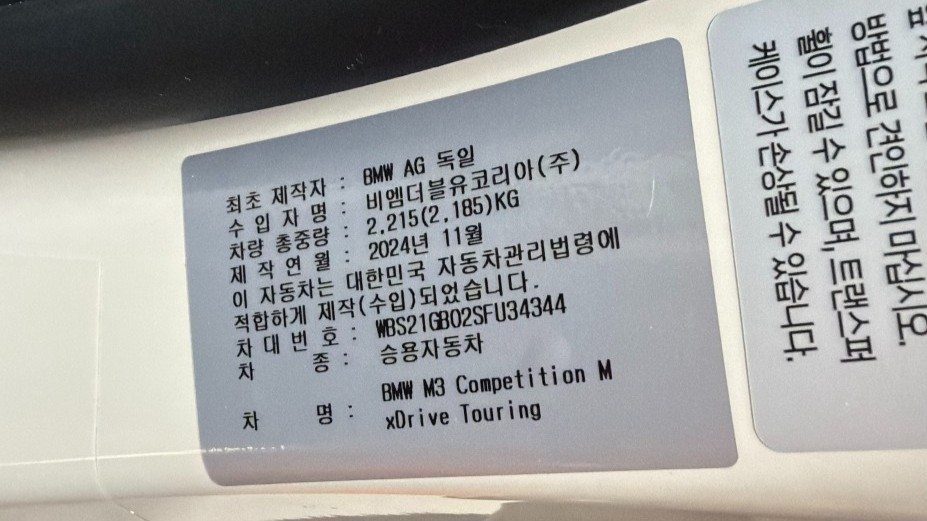 최초 제작자 : BMW AG 독일
수 입 자 명 : 비엠더블유코리아(주)
차량 총중량 : 2,215(2,185)KG
제 작 연 월 : 2024년 11월
이 자동차는 대한민국 자동차관리법령에
적합하게 제작(수입)되었습니다.
차 대 번 호 : WBS21GB02SFU34344
차 종 : 승용자동차
차 명 : BMW M3 Competition M
xDrive Touring
방법으로 견인하지 마십시오.
휠이 잠길 수 있으며, 트랜스퍼
케이스가 손상될 수 있습니다.